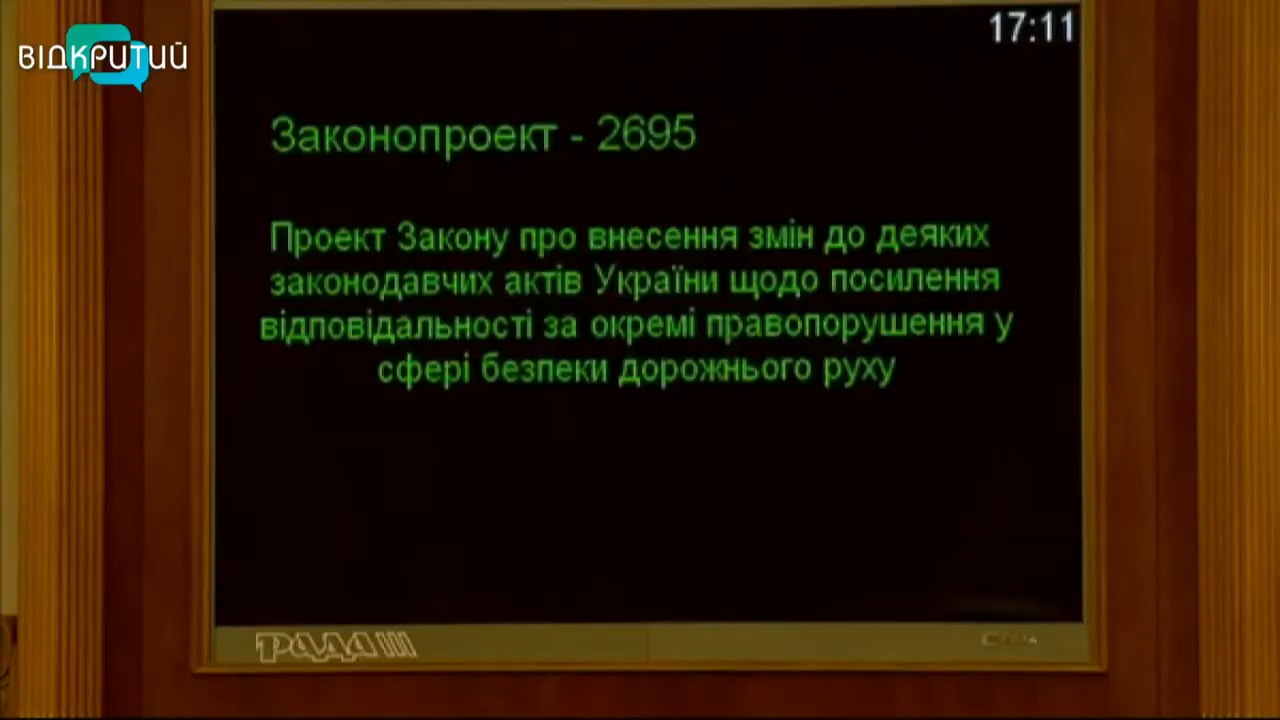 ВІДКРИТИЙ
17:11
Законопроект - 2695
Проект Закону про внесення змін до деяких
законодавчих актів України щодо посилення
відповідальності за окремі правопорушення у
сфері безпеки дорожнього руху
РАДА III